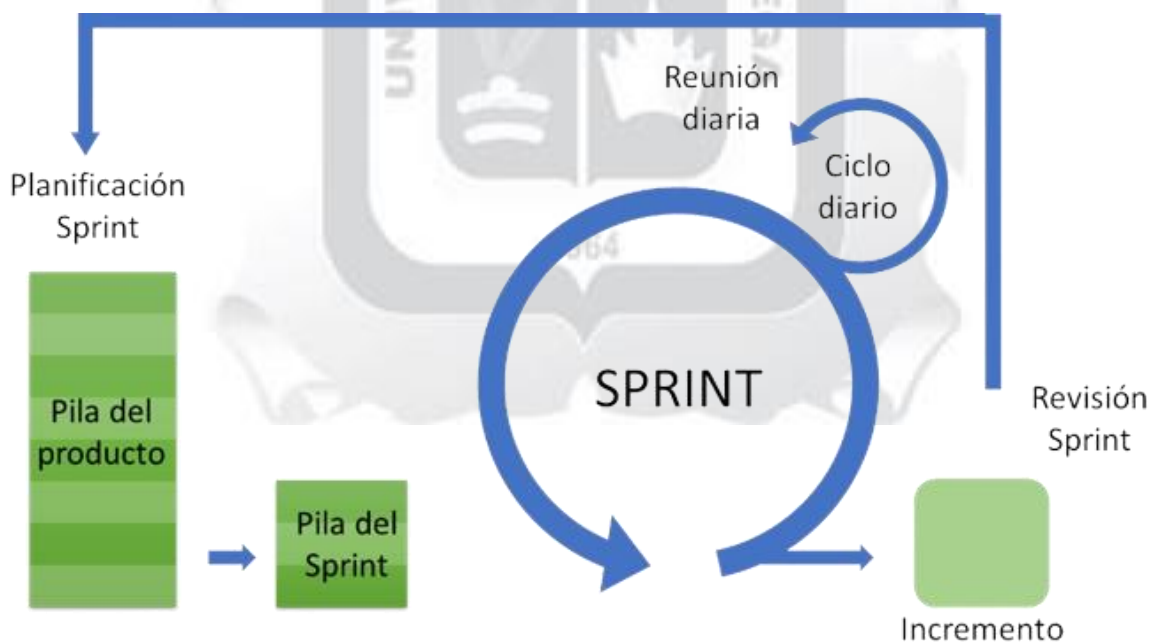 Reunión
diaria
Ciclo
diario
Planificación
Sprint
Pila del
producto
SPRINT
Revisión
Sprint
Pila del
Sprint
Incremento